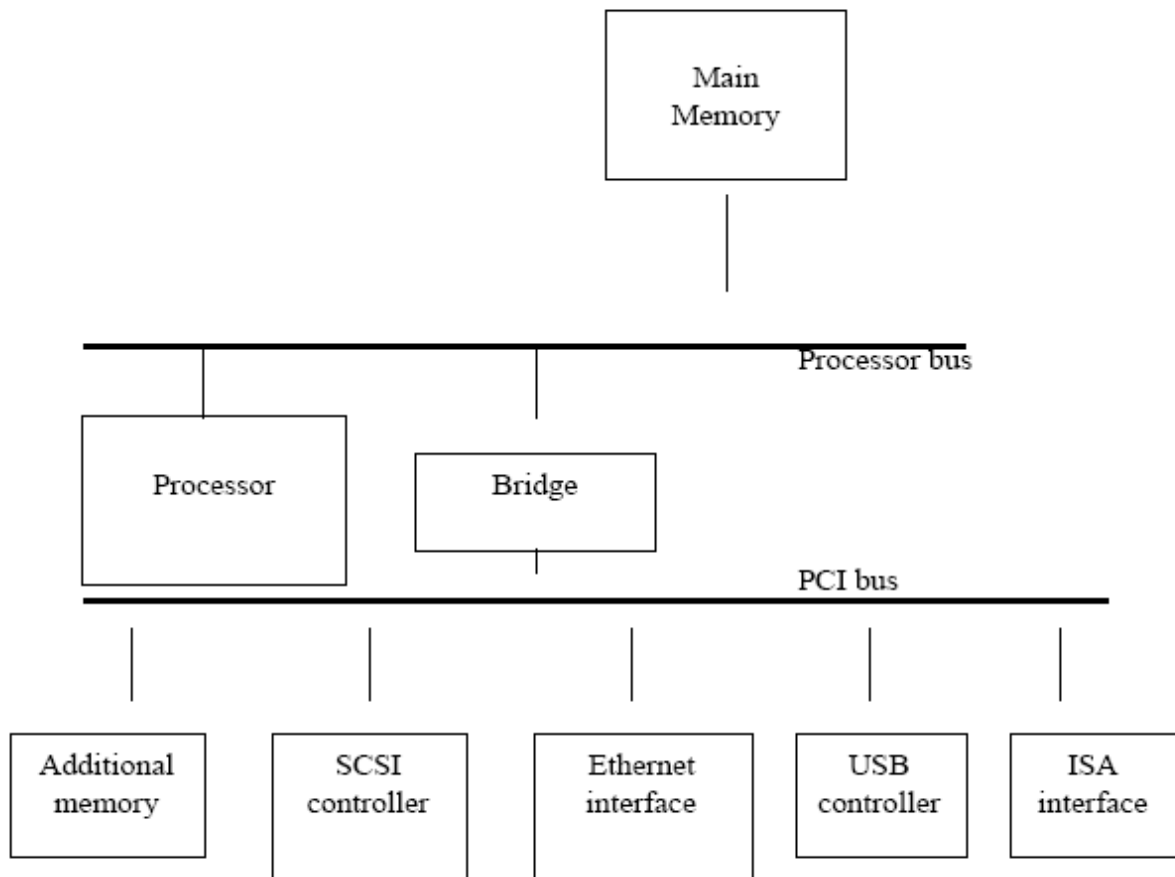 Main
Memory
Processor bus
Processor
Bridge
PCI bus
Additional
memory
SCSI
controller
Ethernet
interface
USB
controller
ISA
interface